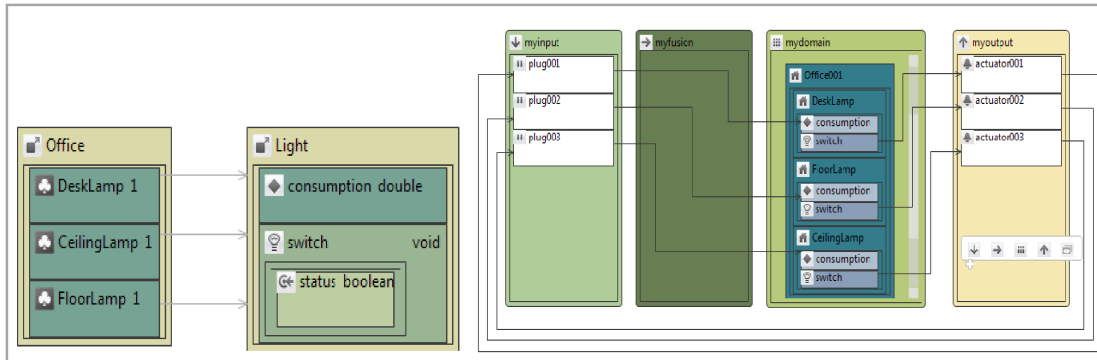 Office
DeskLamp 1
CeilingLamp 1
FloorLamp 1
Light
consumption double
switch void
status boolean
myinput
plug001
plug002
plug003
myfusion
mydomain
Office001
DeskLamp
consumption
switch
FloorLamp
consumption
switch
CeilingLamp
consumption
switch
myoutput
actuator001
actuator002
actuator003